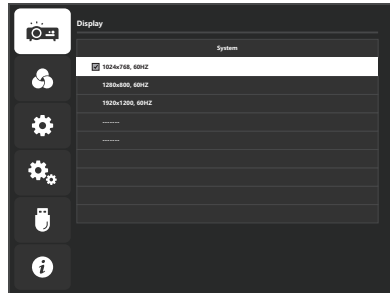 Display
System
1024x768, 60HZ
1280x800, 60HZ
1920x1200, 60HZ
-------
-------
i